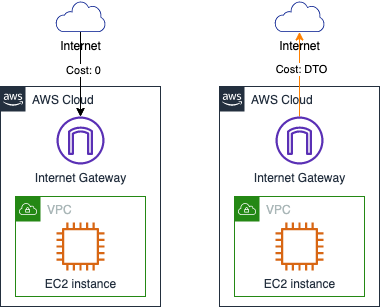 Internet
Cost: 0
aws
AWS Cloud
Internet Gateway
VPC
EC2 instance
Internet
Cost: DTO
aws
AWS Cloud
Internet Gateway
VPC
EC2 instance